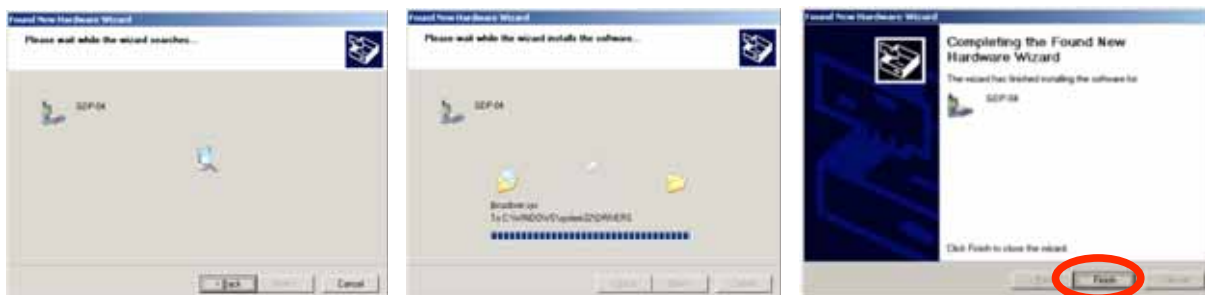 Found New Hardware Wizard
Please wait while the wizard searches...
SDP-04
< Back
Cancel
Found New Hardware Wizard
Please wait while the wizard installs the software...
SDP-04
To C:\WINDOWS\system32\DRIVERS
Found New Hardware Wizard
Completing the Found New
Hardware Wizard
The wizard has finished installing the software for:
SDP-04
Click Finish to close the wizard.
Finish